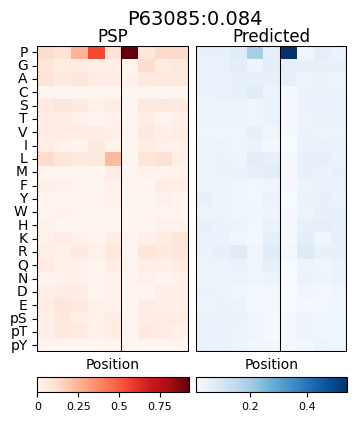 P63085:0.084
PSP Predicted
P
G
A
C
S
T
V
I
L
M
F
Y
W
H
K
R
Q
N
D
E
pS
pT
pY
Position Position
0 0.25 0.5 0.75 0.2 0.4